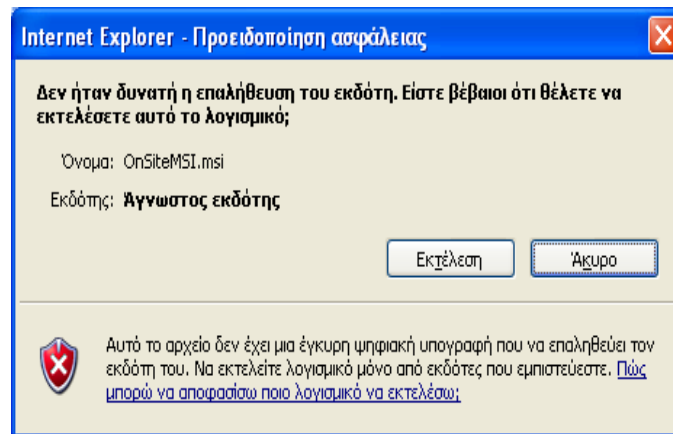 Internet Explorer - Προειδοποίηση ασφάλειας
Δεν ήταν δυνατή η επαλήθευση του εκδότη. Είστε βέβαιοι ότι θέλετε να
εκτελέσετε αυτό το λογισμικό;
Όνομα: OnSiteMSI.msi
Εκδότης: Άγνωστος εκδότης
Εκτέλεση
Άκυρο
Αυτό το αρχείο δεν έχει μια έγκυρη ψηφιακή υπογραφή που να επαληθεύει τον
εκδότη του. Να εκτελείτε λογισμικό μόνο από εκδότες που εμπιστεύεστε. Πώς
μπορώ να αποφασίσω ποιο λογισμικό να εκτελέσω;